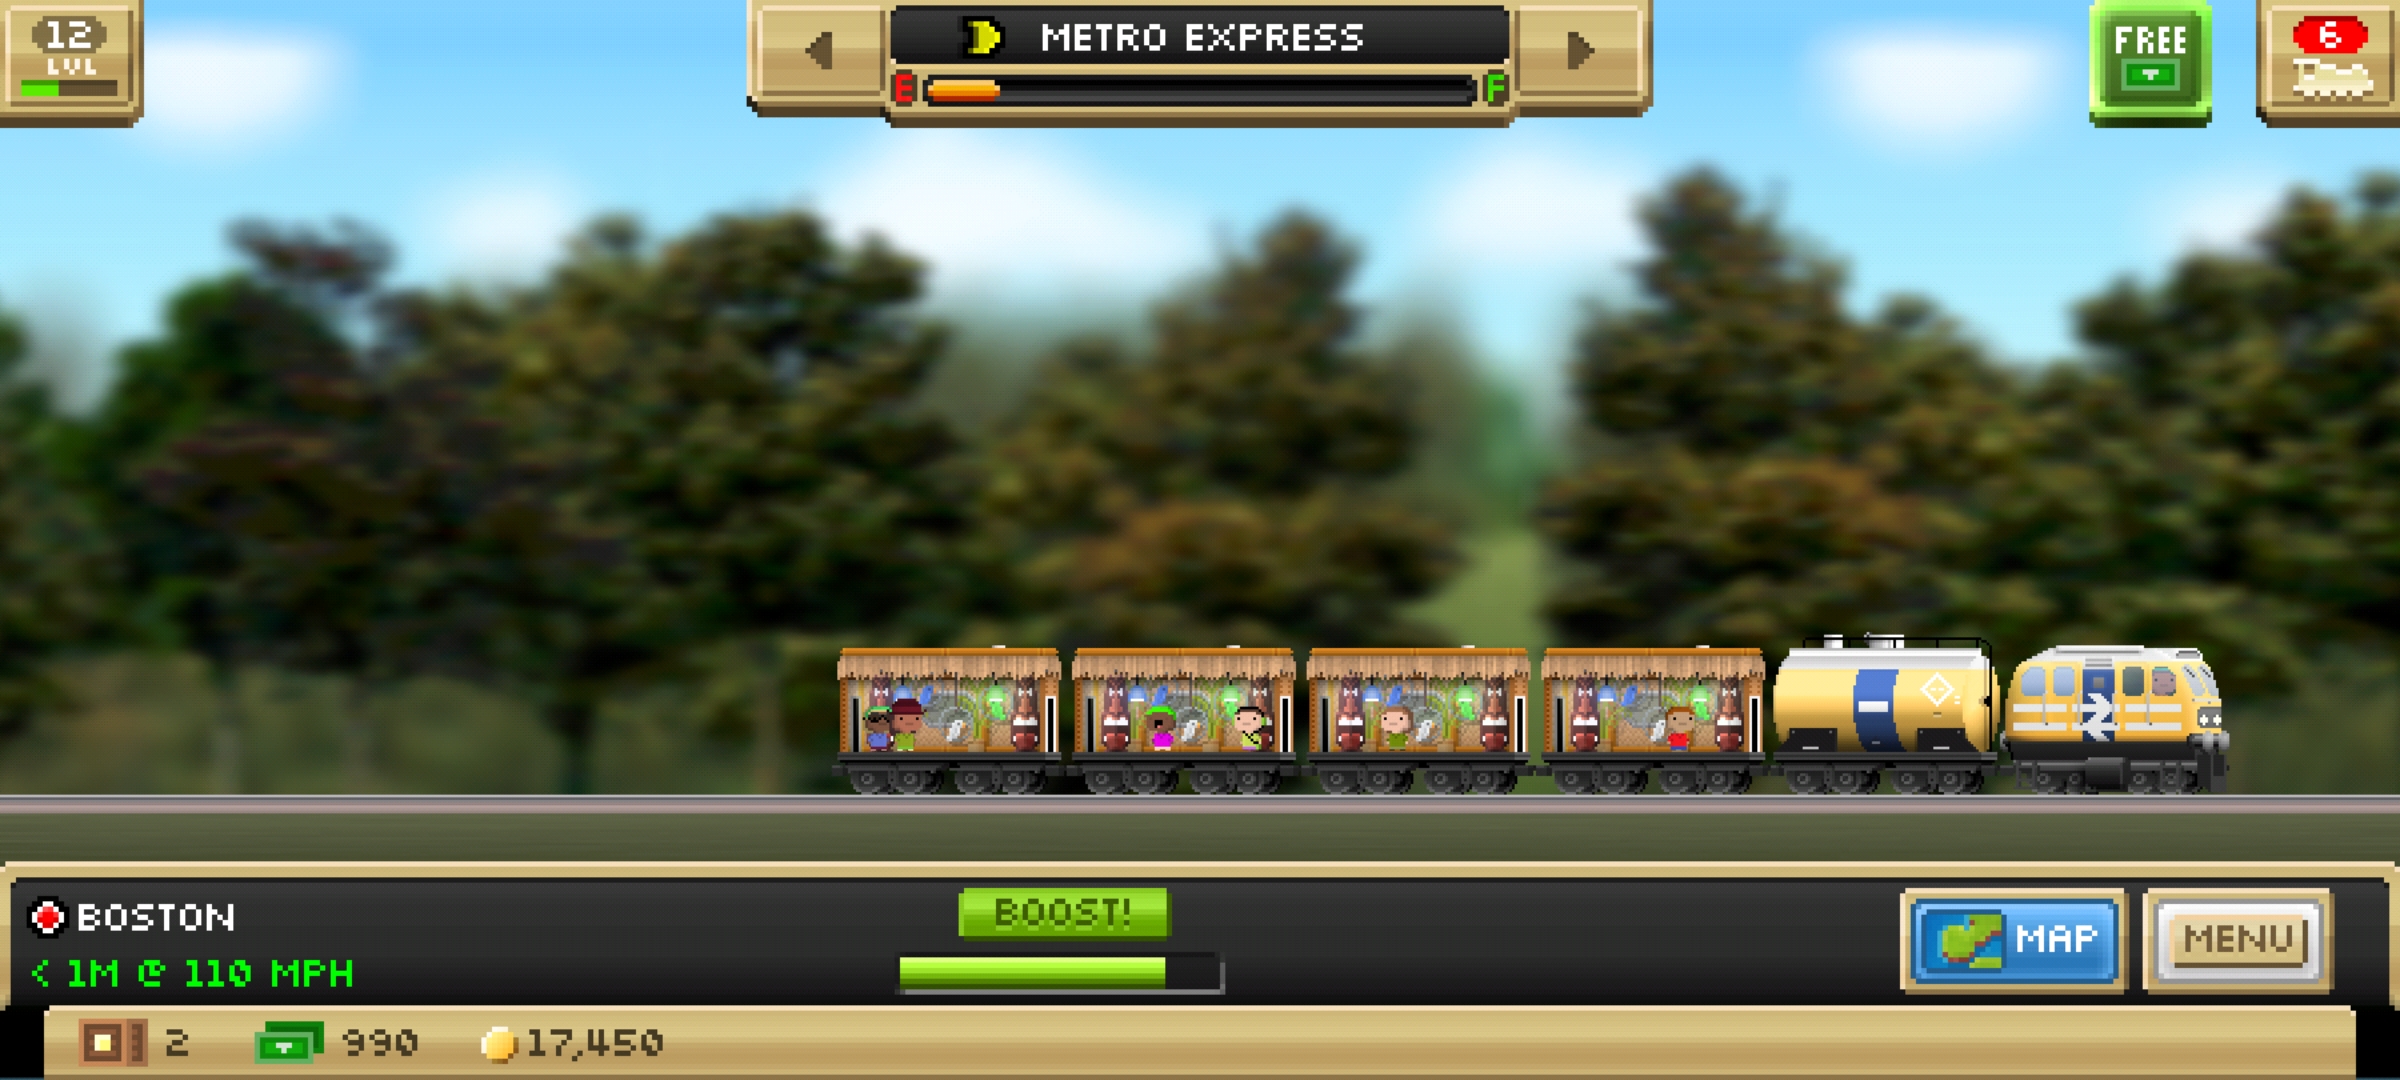 12
LVL
METRO EXPRESS
E F
FREE
6
BOSTON
< 1M @ 110 MPH
BOOST!
MAP
MENU
2 990 17,450